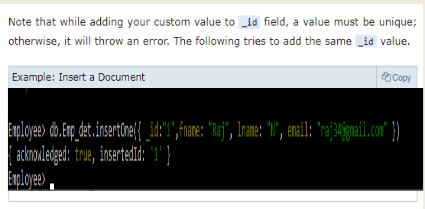 Note that while adding your custom value to _id field, a value must be unique;
otherwise, it will throw an error. The following tries to add the same _id value.
Example: Insert a Document
Copy
Employee> db.Emp_det.insertOne({ _id:"1",fname: "Raj", lname: "N", email: "raj34@gmail.com" })
{ acknowledged: true, insertedId: '1' }
Employee>